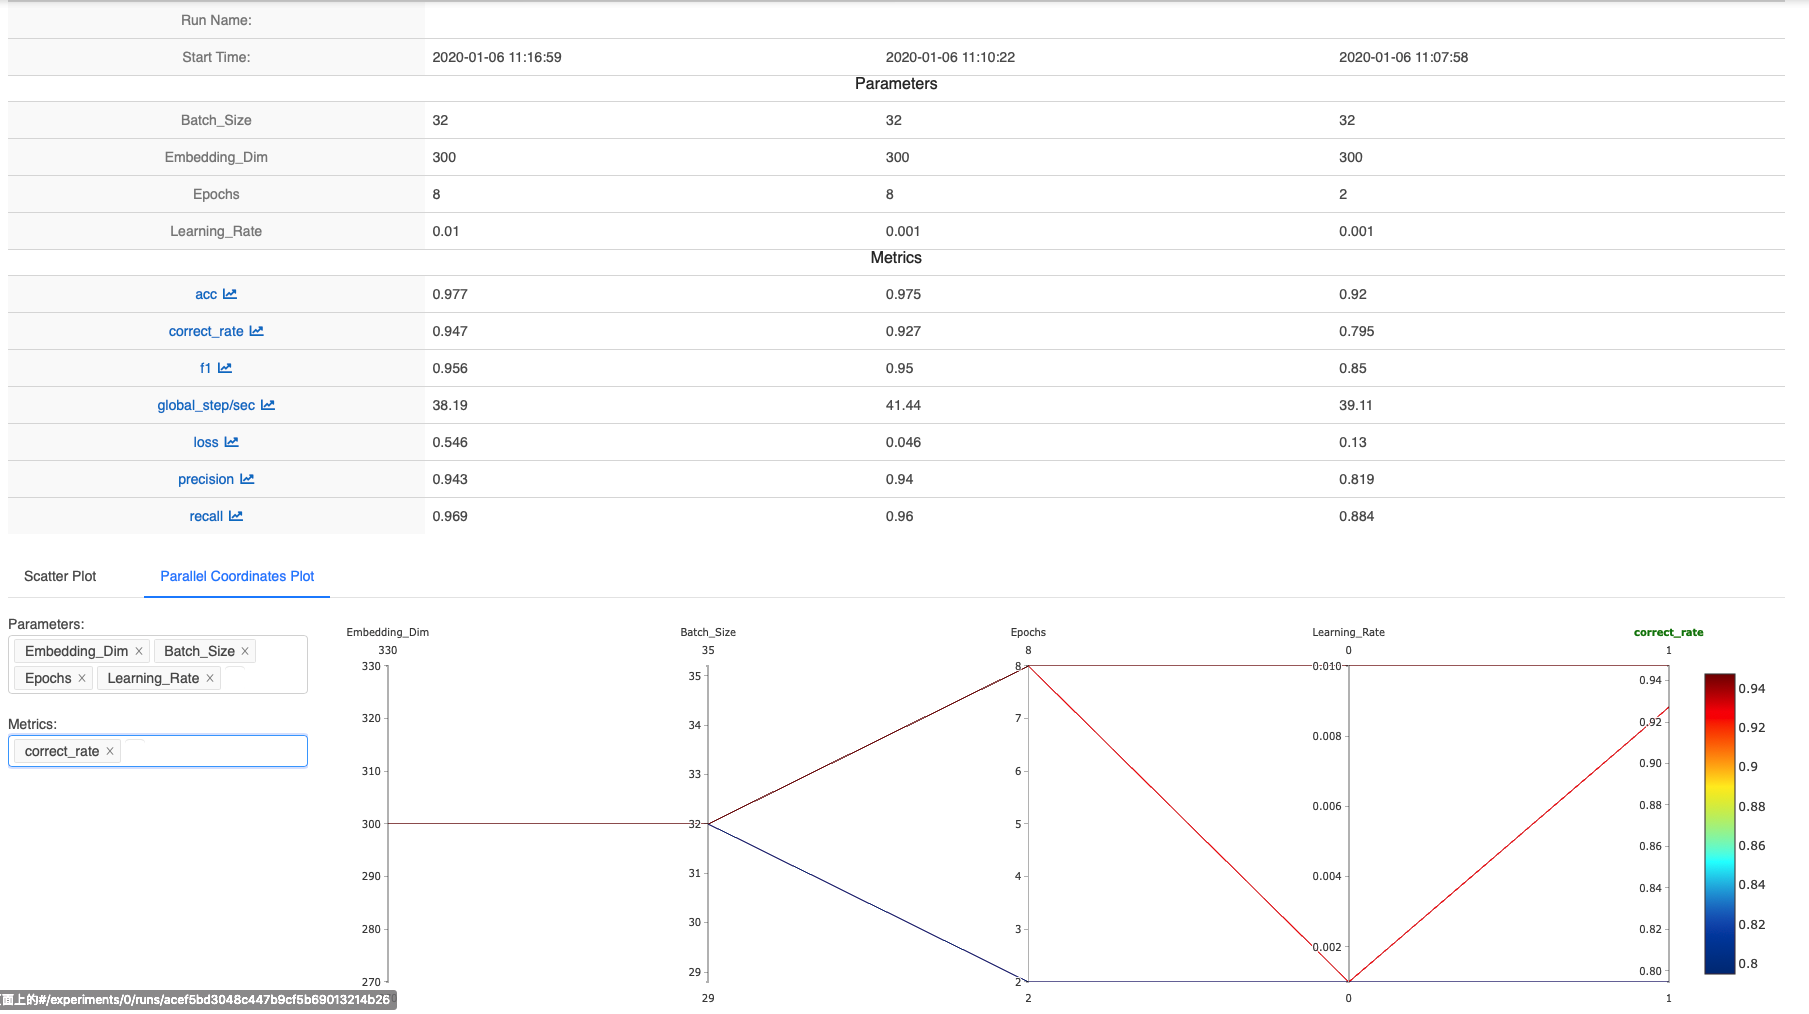 Run Name:
Start Time: 2020-01-06 11:16:59 2020-01-06 11:10:22 2020-01-06 11:07:58
Parameters
Batch_Size 32 32 32
Embedding_Dim 300 300 300
Epochs 8 8 2
Learning_Rate 0.01 0.001 0.001
Metrics
acc 0.977 0.975 0.92
correct_rate 0.947 0.927 0.795
f1 0.956 0.95 0.85
global_step/sec 38.19 41.44 39.11
loss 0.546 0.046 0.13
precision 0.943 0.94 0.819
recall 0.969 0.96 0.884
Scatter Plot Parallel Coordinates Plot
Parameters:
Embedding_Dim × Batch_Size ×
Epochs × Learning_Rate ×
Metrics:
correct_rate ×
Embedding_Dim Batch_Size Epochs Learning_Rate correct_rate
330 35 8 0 1
330
320
310
300
290
280
270
35
34
33
32
31
30
29
29
8
7
6
5
4
3
2
2
0.010
0.008
0.006
0.004
0.002
0
0.94
0.92
0.90
0.88
0.86
0.84
0.82
0.80
1
0.94
0.92
0.9
0.88
0.86
0.84
0.82
0.8
面上的#/experiments/0/runs/acef5bd3048c447b9cf5b69013214b26